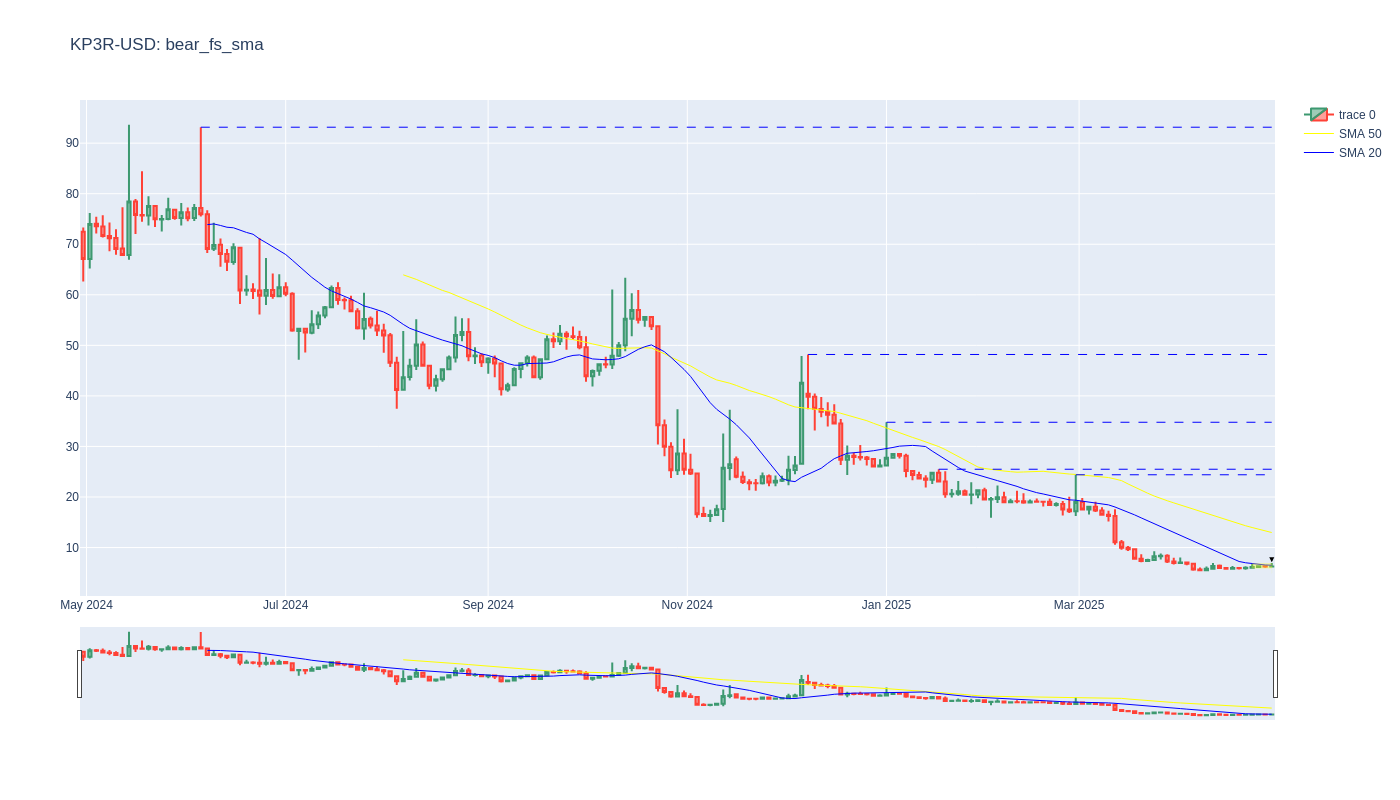 KP3R-USD: bear_fs_sma
trace 0
SMA 50
SMA 20
90
80
70
60
50
40
30
20
10
May 2024
Jul 2024
Sep 2024
Nov 2024
Jan 2025
Mar 2025